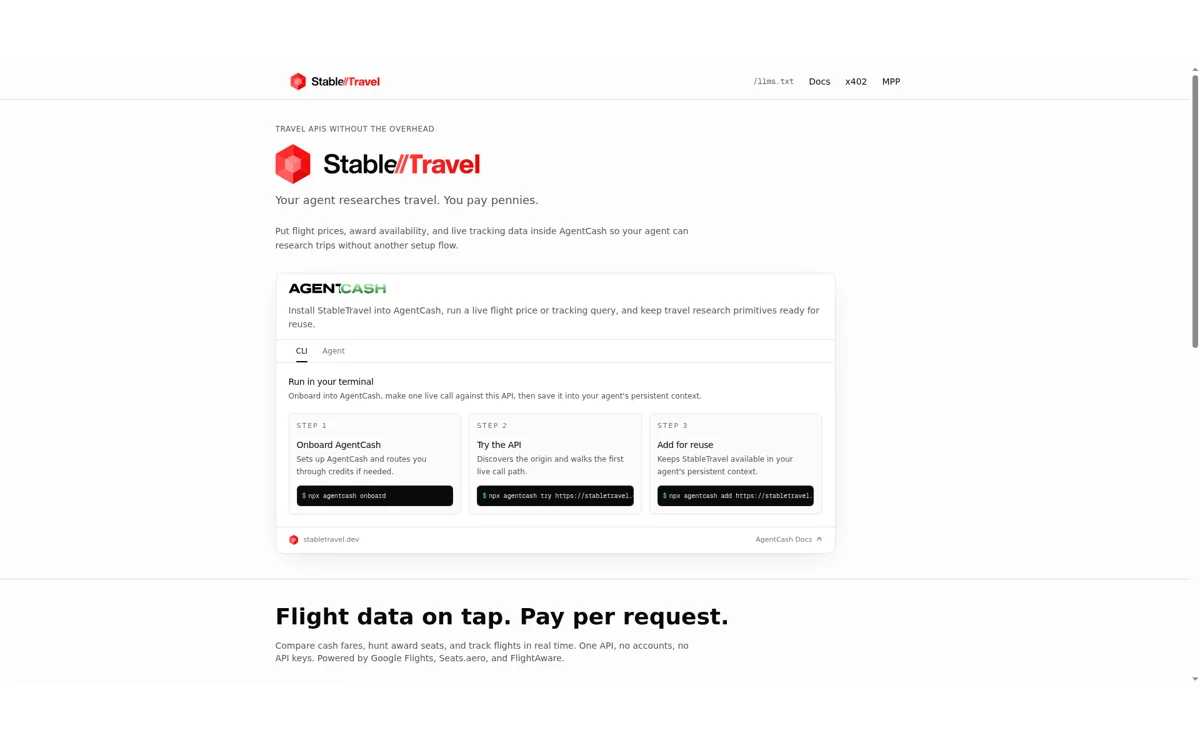 Stable//Travel
/llms.txt Docs x402 MPP
TRAVEL APIS WITHOUT THE OVERHEAD
Stable//Travel
Your agent researches travel. You pay pennies.
Put flight prices, award availability, and live tracking data inside AgentCash so your agent can
research trips without another setup flow.
AGENTCASH
Install StableTravel into AgentCash, run a live flight price or tracking query, and keep travel research primitives ready for
reuse.
CLI Agent
Run in your terminal
Onboard into AgentCash, make one live call against this API, then save it into your agent's persistent context.
STEP 1
Onboard AgentCash
Sets up AgentCash and routes you
through credits if needed.
$ npx agentcash onboard
STEP 2
Try the API
Discovers the origin and walks the first
live call path.
$ npx agentcash try https://stabletravel.
STEP 3
Add for reuse
Keeps StableTravel available in your
agent's persistent context.
$ npx agentcash add https://stabletravel.
stabletravel.dev
AgentCash Docs
Flight data on tap. Pay per request.
Compare cash fares, hunt award seats, and track flights in real time. One API, no accounts, no
API keys. Powered by Google Flights, Seats.aero, and FlightAware.